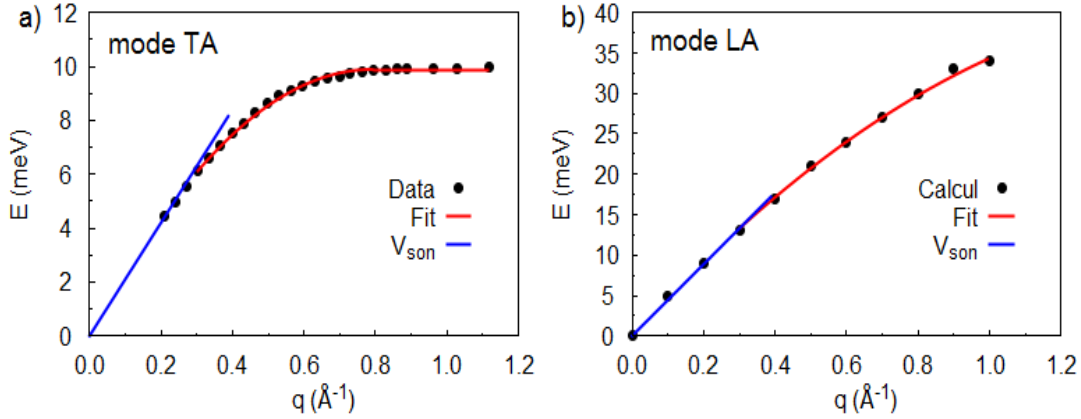 a)
mode TA
E (meV)
12
10
8
6
4
2
0
Data
Fit
V_son
0.0 0.2 0.4 0.6 0.8 1.0 1.2
q (Å⁻¹)
b)
mode LA
E (meV)
40
35
30
25
20
15
10
5
0
Calcul
Fit
V_son
0.0 0.2 0.4 0.6 0.8 1.0 1.2
q (Å⁻¹)